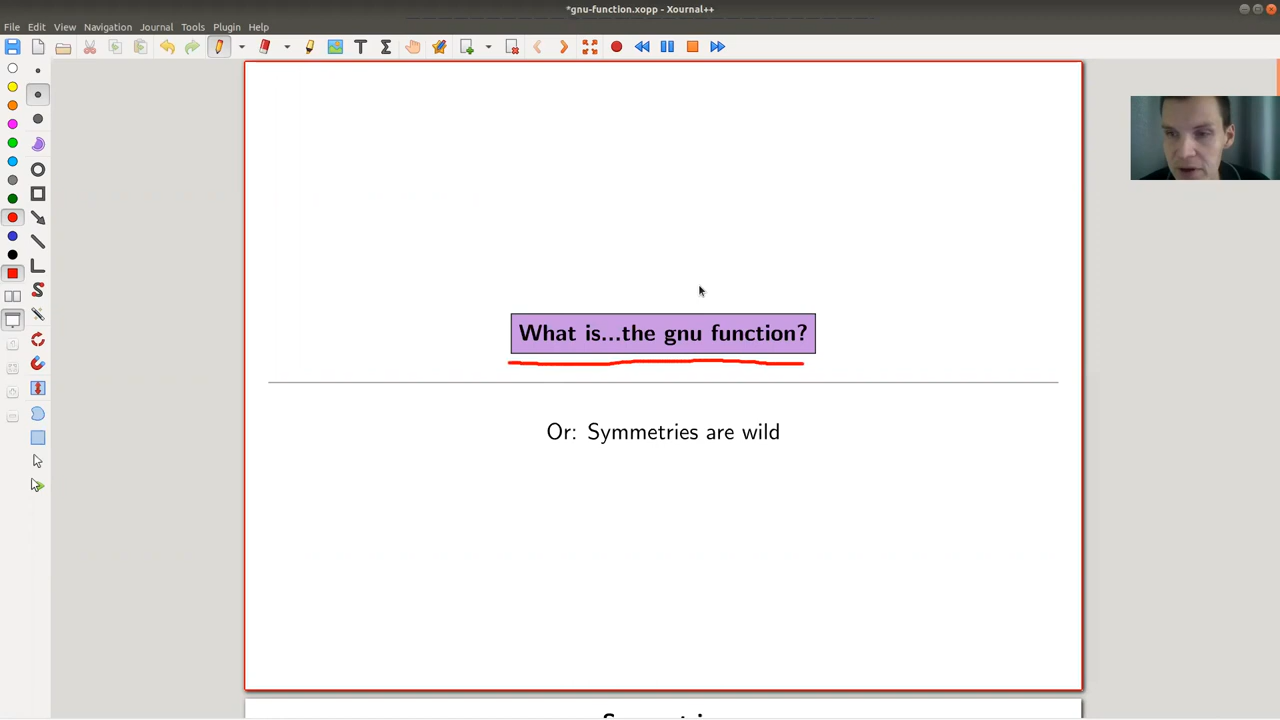 *gnu-function.xopp - Xournal++
File Edit View Navigation Journal Tools Plugin Help
What is...the gnu function?
Or: Symmetries are wild